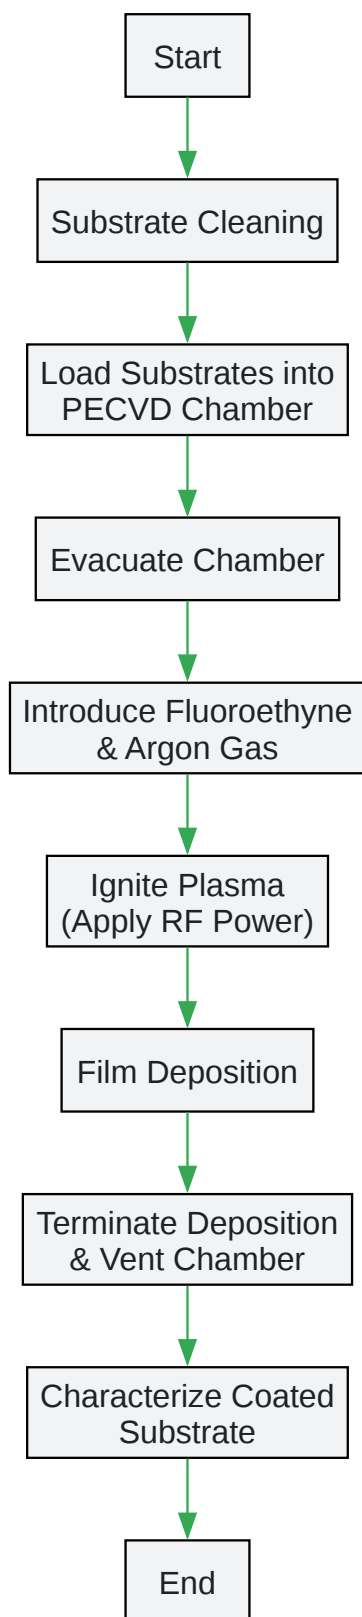 Start
Substrate Cleaning
Load Substrates into
PECVD Chamber
Evacuate Chamber
Introduce Fluoroethyne
& Argon Gas
Ignite Plasma
(Apply RF Power)
Film Deposition
Terminate Deposition
& Vent Chamber
Characterize Coated
Substrate
End